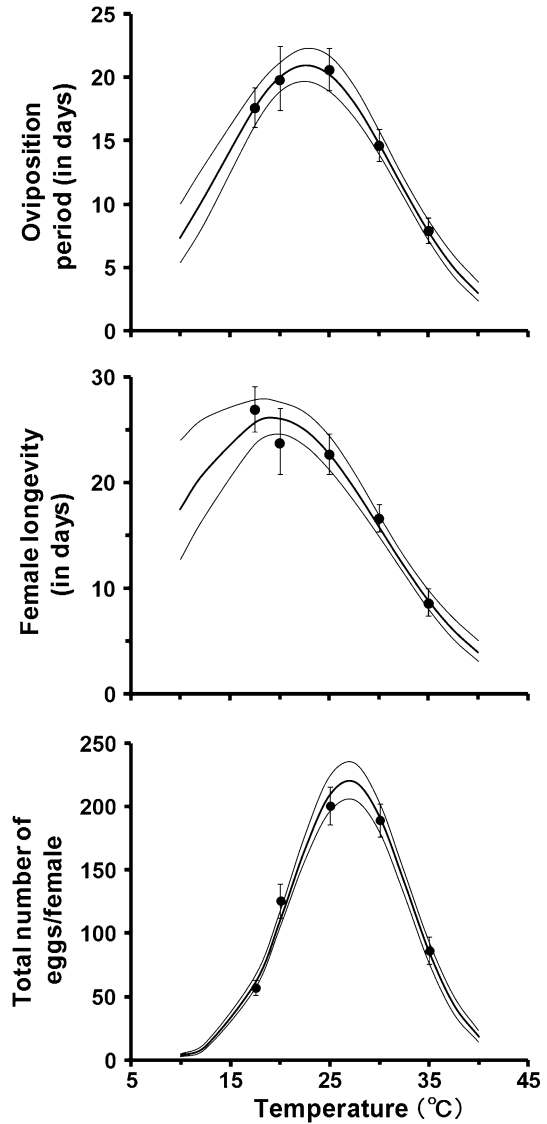 25
20
15
10
5
0
Oviposition
period (in days)
30
20
10
0
Female longevity
(in days)
250
200
150
100
50
0
Total number of
eggs/female
5 15 25 35 45
Temperature (°C)